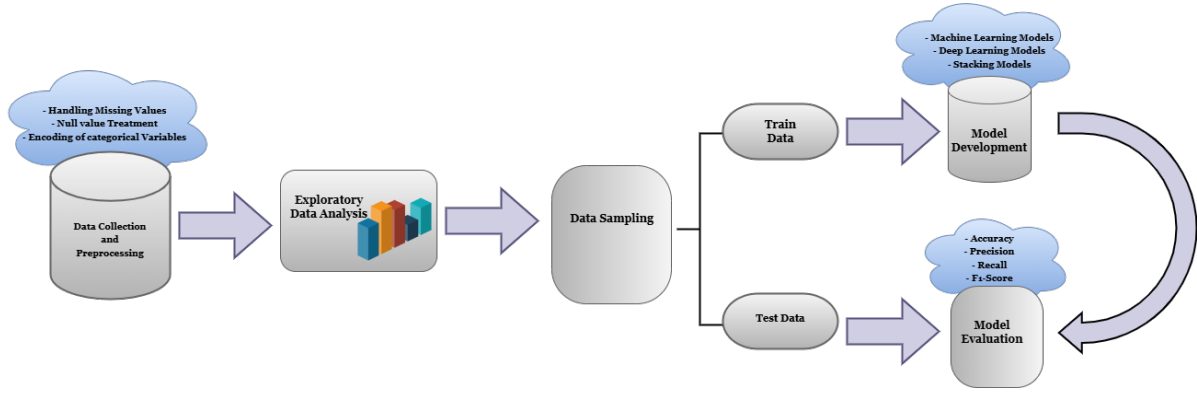 - Handling Missing Values
- Null value Treatment
- Encoding of categorical Variables
Data Collection
and
Preprocessing
Exploratory
Data Analysis
Data Sampling
Train
Data
Test Data
- Machine Learning Models
- Deep Learning Models
- Stacking Models
Model
Development
- Accuracy
- Precision
- Recall
- F1-Score
Model
Evaluation